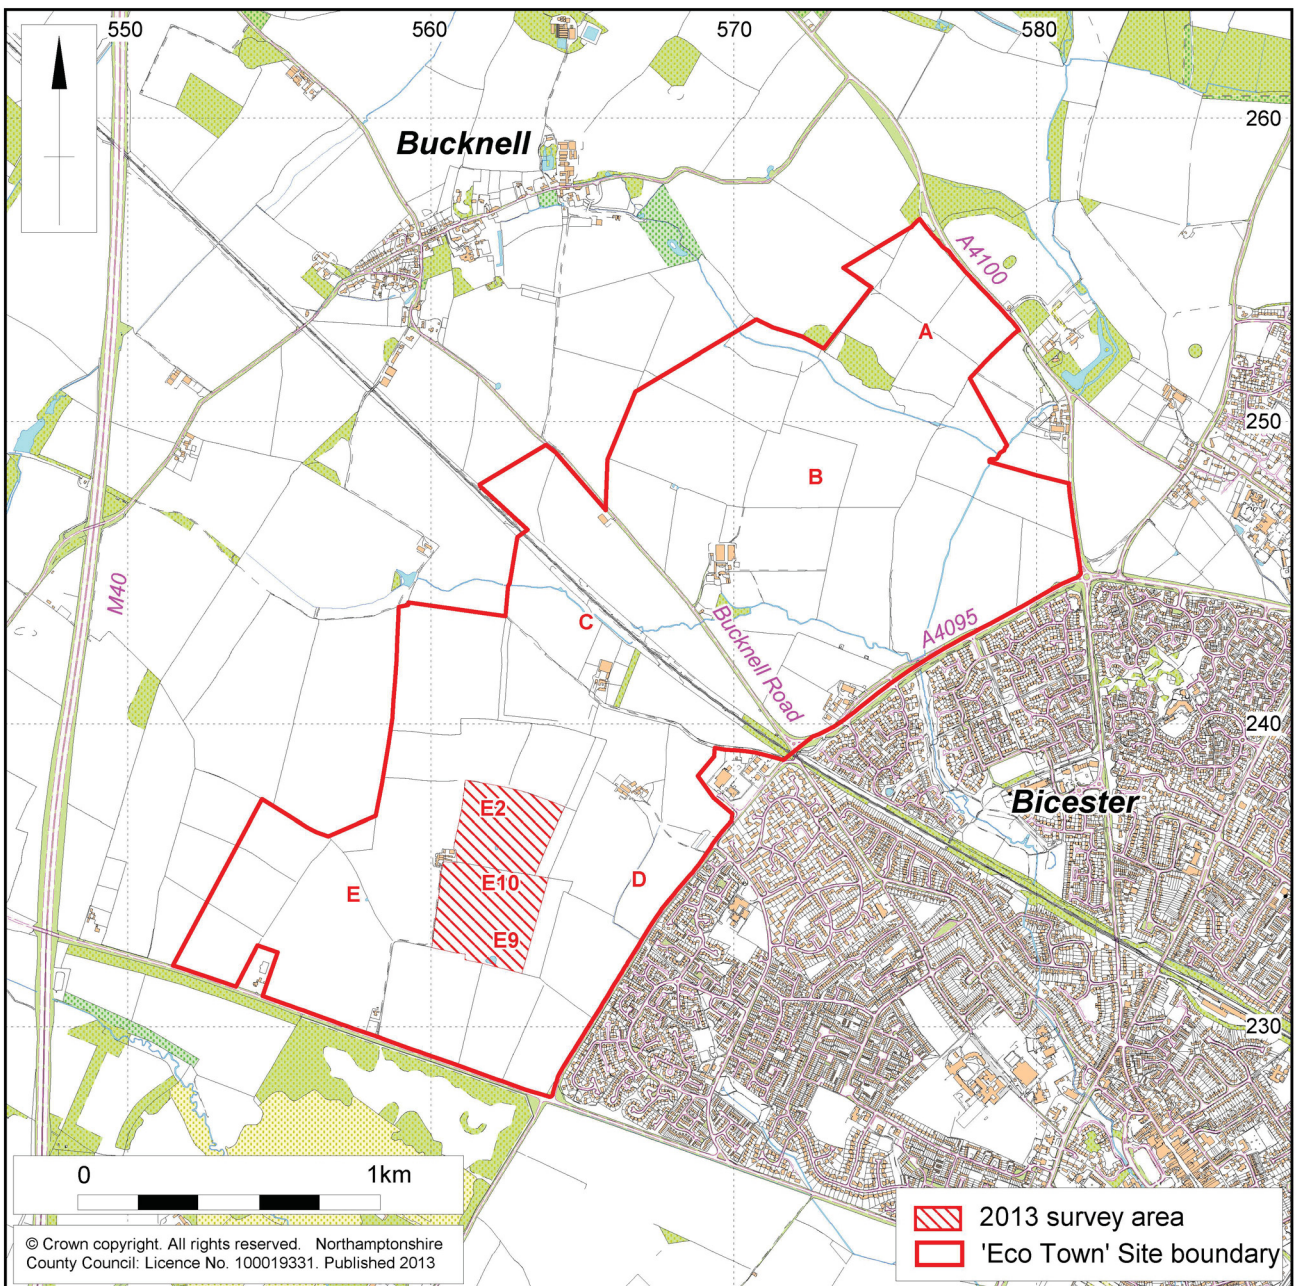 550 560 570 580
260
Bucknell
A4100
A
250
B
M40
C
Bucknell Road
A4095
240
E2
Bicester
E10
E
D
E9
230
0 1km
2013 survey area
'Eco Town' Site boundary
© Crown copyright. All rights reserved. Northamptonshire
County Council: Licence No. 100019331. Published 2013